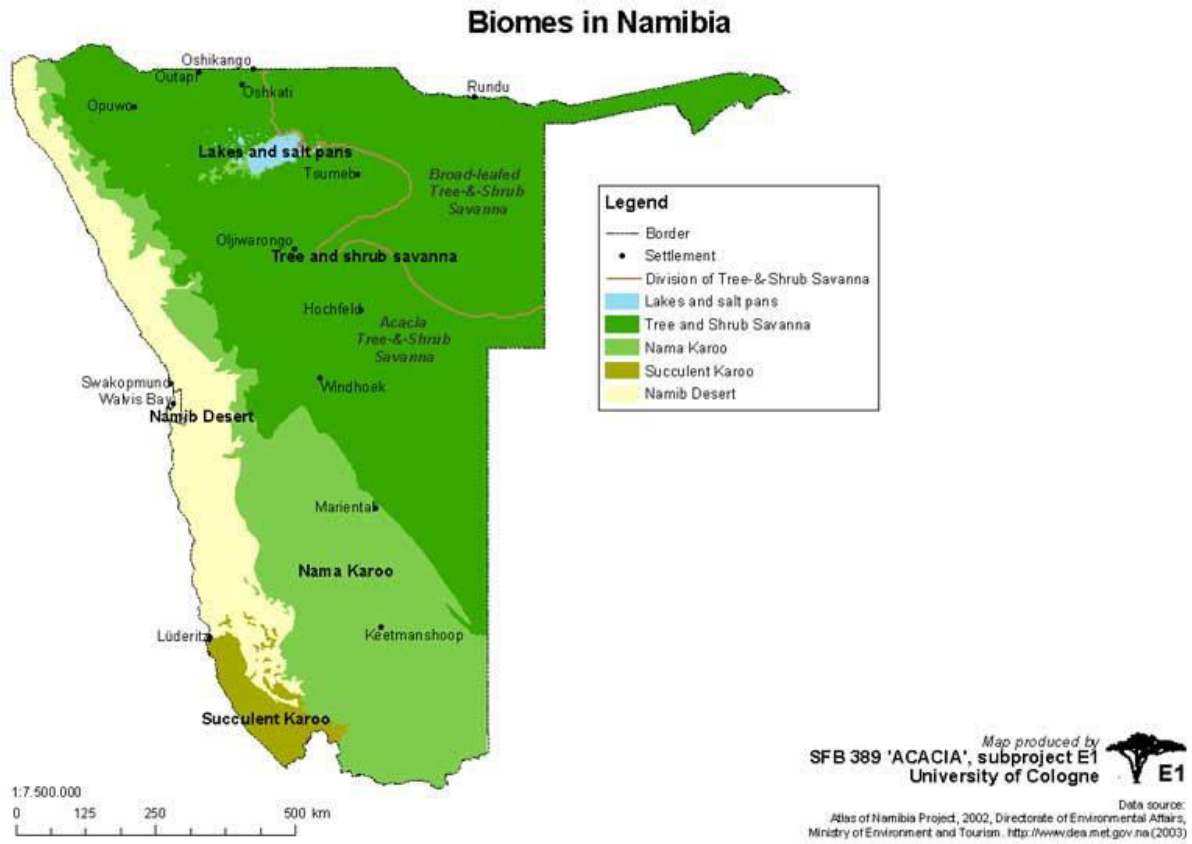 Biomes in Namibia
Oshikango
Outapi
Oshkati
Opuwo
Rundu
Lakes and salt pans
Tsumeb
Broad-leafed
Tree-&-Shrub
Savanna
Otjiwarongo
Tree and shrub savanna
Hochfeld
Acacia
Tree-&-Shrub
Savanna
Windhoek
Swakopmund
Walvis Bay
Namib Desert
Mariental
Nama Karoo
Lüderitz
Keetmanshoop
Succulent Karoo
Legend
Border
Settlement
Division of Tree-&-Shrub Savanna
Lakes and salt pans
Tree and Shrub Savanna
Nama Karoo
Succulent Karoo
Namib Desert
1:7.500.000
0 125 250 500 km
Map produced by
SFB 389 'ACACIA', subproject E1
University of Cologne
E1
Data source:
Atlas of Namibia Project, 2002, Directorate of Environmental Affairs,
Ministry of Environment and Tourism. http://www.dea.met.gov.na (2003)